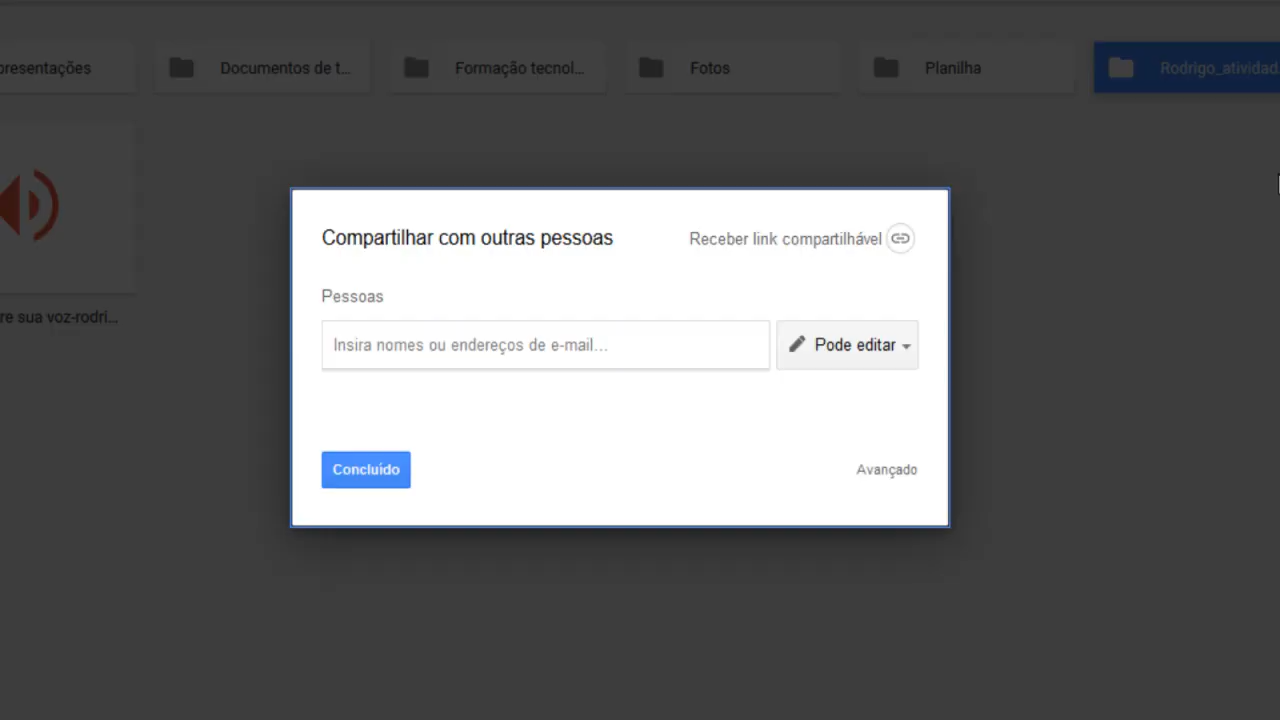 presentações
Documentos de t...
Formação tecnol...
Fotos
Planilha
Rodrigo_atividad
re sua voz-rodri...
Compartilhar com outras pessoas
Receber link compartilhável
Pessoas
Insira nomes ou endereços de e-mail...
Pode editar
Concluído
Avançado